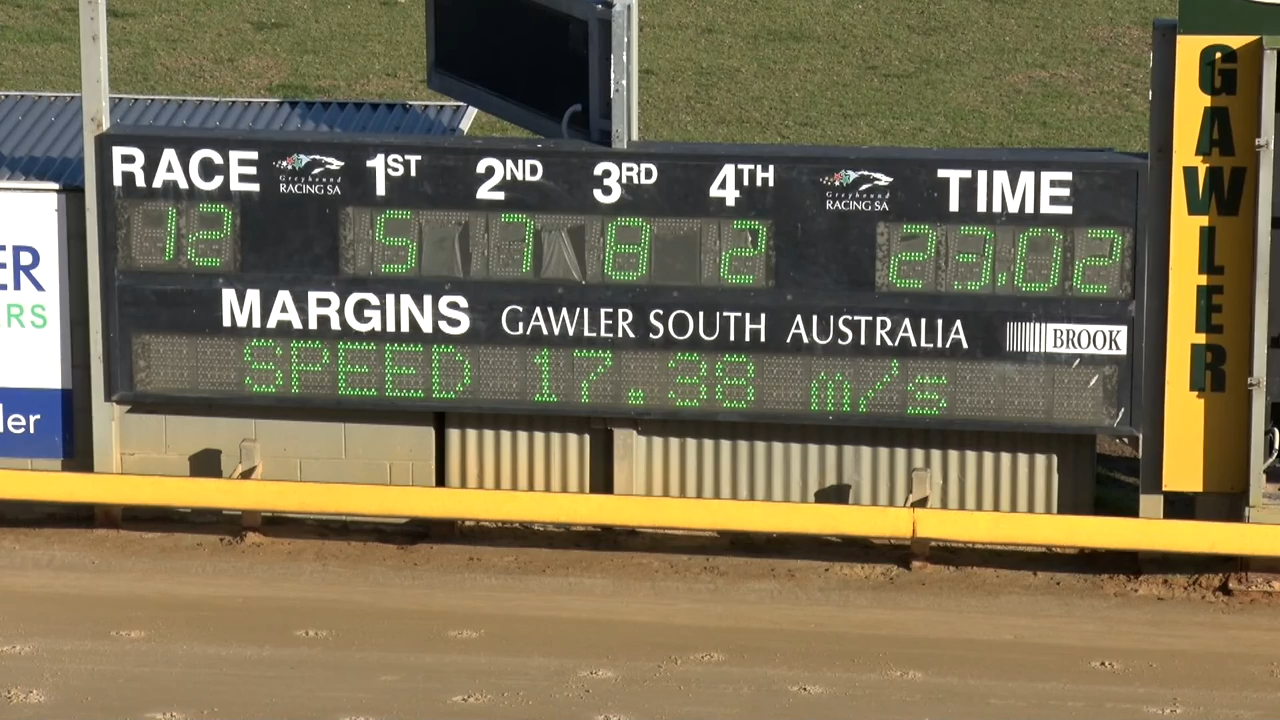 RACE 1ST 2ND 3RD 4TH TIME
Greyhound
RACING SA
Greyhound
RACING SA
12 5 7 8 2 23.02
MARGINS GAWLER SOUTH AUSTRALIA BROOK
SPEED 17.38 m/s
GAWLER
ER
RS
ler